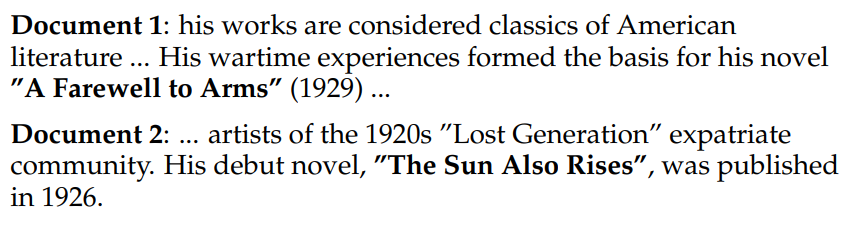 Document 1: his works are considered classics of American
literature ... His wartime experiences formed the basis for his novel
"A Farewell to Arms" (1929) ...
Document 2: ... artists of the 1920s "Lost Generation" expatriate
community. His debut novel, "The Sun Also Rises", was published
in 1926.